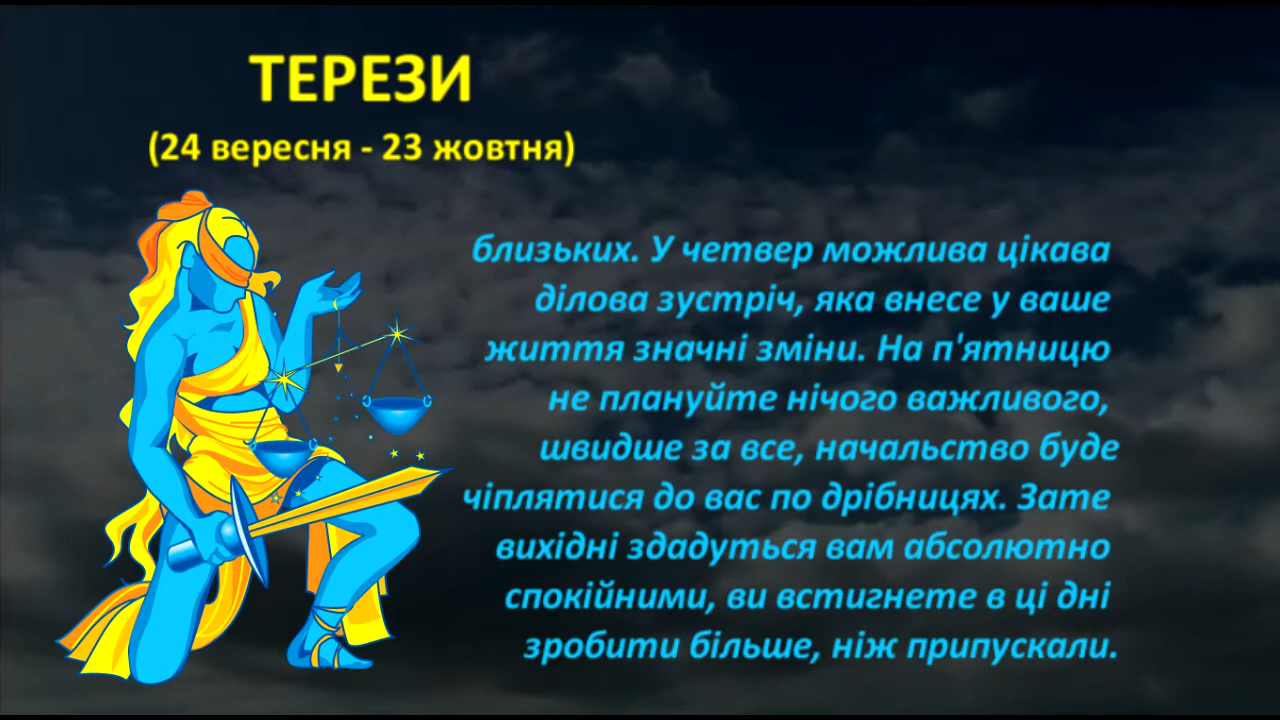 ТЕРЕЗИ
(24 вересня - 23 жовтня)
близьких. У четвер можлива цікава
ділова зустріч, яка внесе у ваше
життя значні зміни. На п'ятницю
не плануйте нічого важливого,
швидше за все, начальство буде
чіплятися до вас по дрібницях. Зате
вихідні здадуться вам абсолютно
спокійними, ви встигнете в ці дні
зробити більше, ніж припускали.